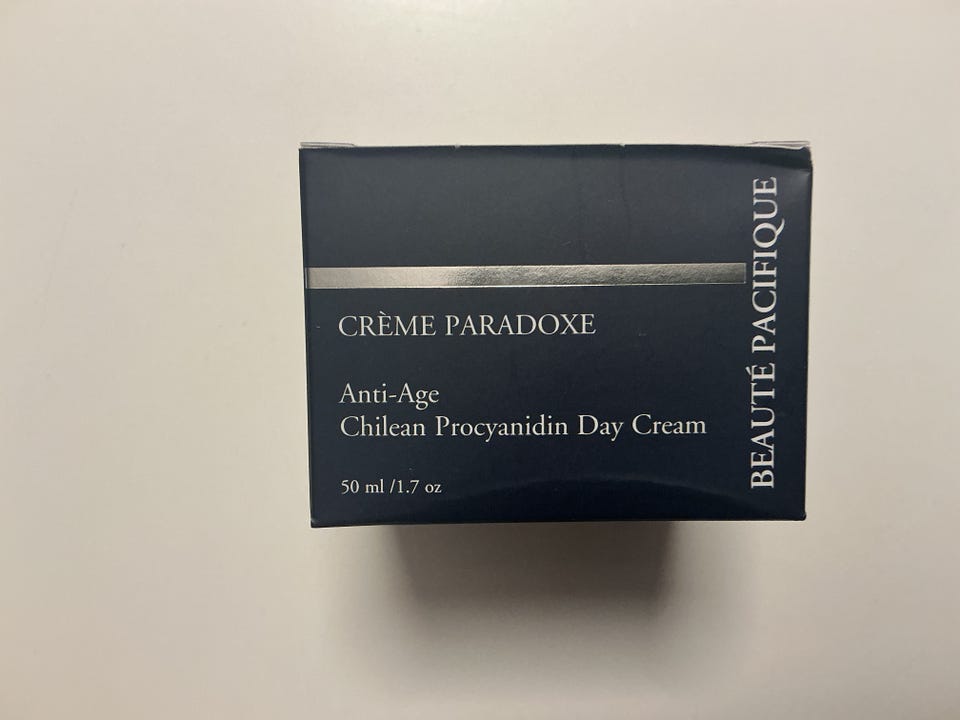 CRÈME PARADOXE
Anti-Age
Chilean Procyanidin Day Cream
50 ml /1.7 oz
BEAUTÉ PACIFIQUE